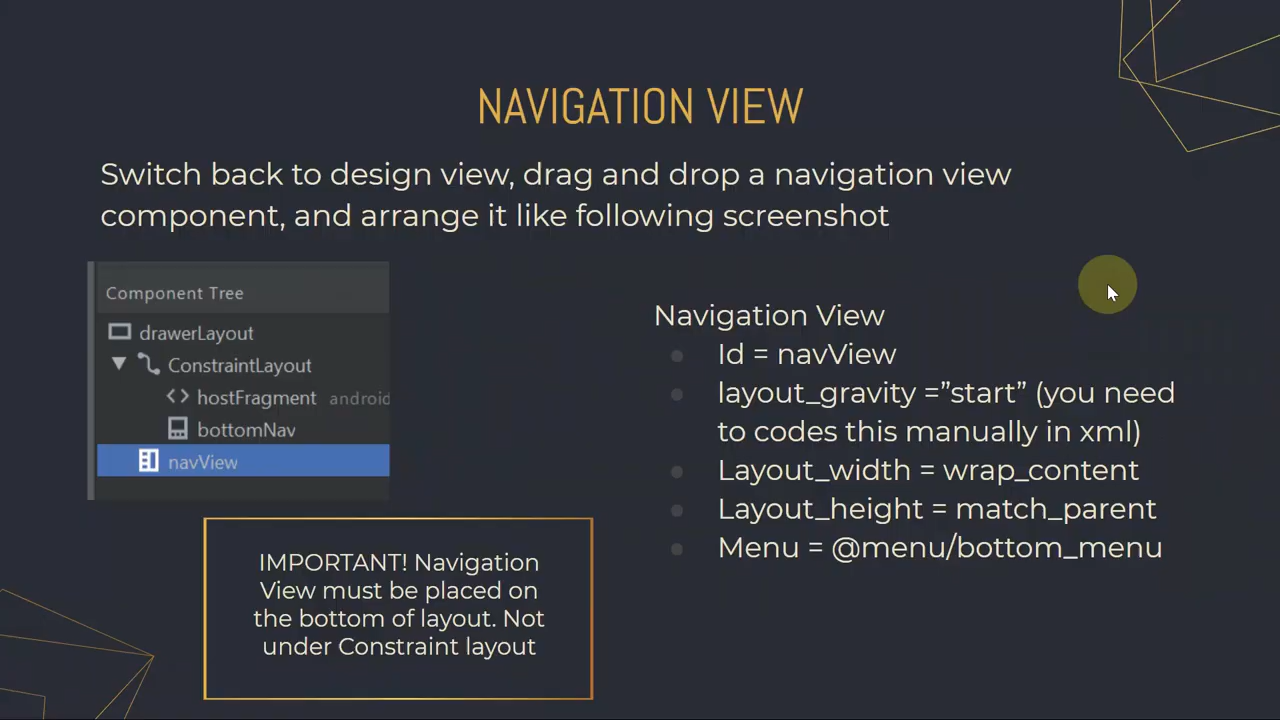 NAVIGATION VIEW
Switch back to design view, drag and drop a navigation view
component, and arrange it like following screenshot
Component Tree
drawerLayout
ConstraintLayout
hostFragment android
bottomNav
navView
IMPORTANT! Navigation
View must be placed on
the bottom of layout. Not
under Constraint layout
Navigation View
Id = navView
layout_gravity =”start” (you need
to codes this manually in xml)
Layout_width = wrap_content
Layout_height = match_parent
Menu = @menu/bottom_menu